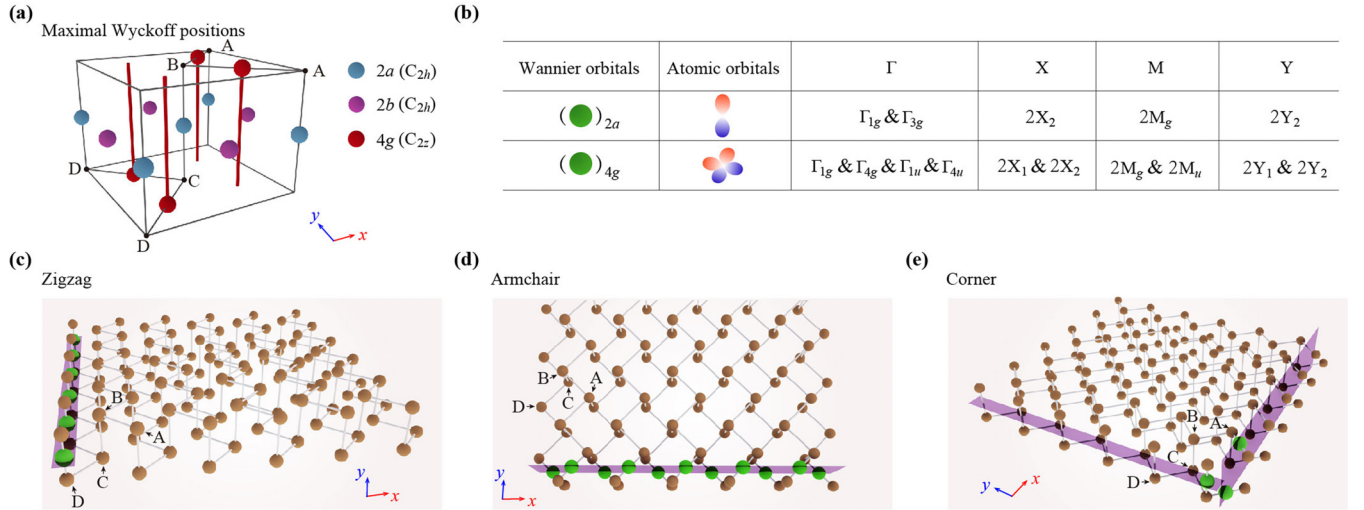 (a)
Maximal Wyckoff positions
A
B
A
D
C
D
2a (C₂ₕ)
2b (C₂ₕ)
4g (C₂z)
y
x
(b)
Wannier orbitals Atomic orbitals Γ X M Y
( )₂ₐ Γ₁g & Γ₃g 2X₂ 2Mg 2Y₂
( )₄g Γ₁g & Γ₄g & Γ₁ᵤ & Γ₄ᵤ 2X₁ & 2X₂ 2Mg & 2Mᵤ 2Y₁ & 2Y₂
(c)
Zigzag
B
A
C
D
y
x
(d)
Armchair
B
A
C
D
y
x
(e)
Corner
B
A
C
D
y
x